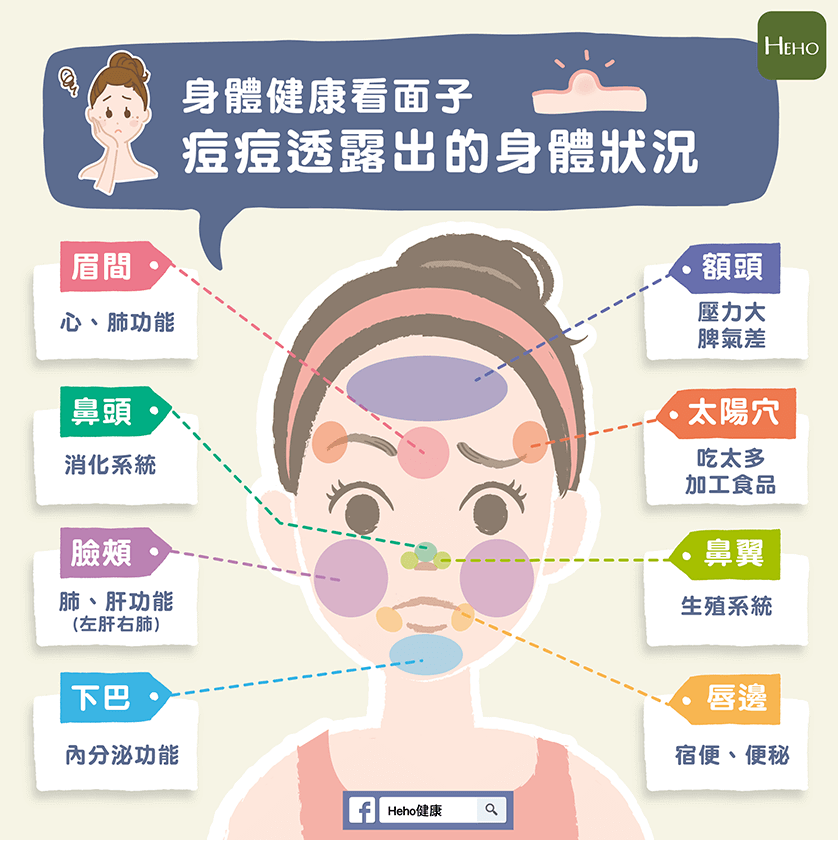 HEHO
身體健康看面子
痘痘透露出的身體狀況
眉間
心、肺功能
額頭
壓力大
脾氣差
鼻頭
消化系統
太陽穴
吃太多
加工食品
臉頰
肺、肝功能
(左肝右肺)
鼻翼
生殖系統
下巴
內分泌功能
唇邊
宿便、便秘
f Heho健康